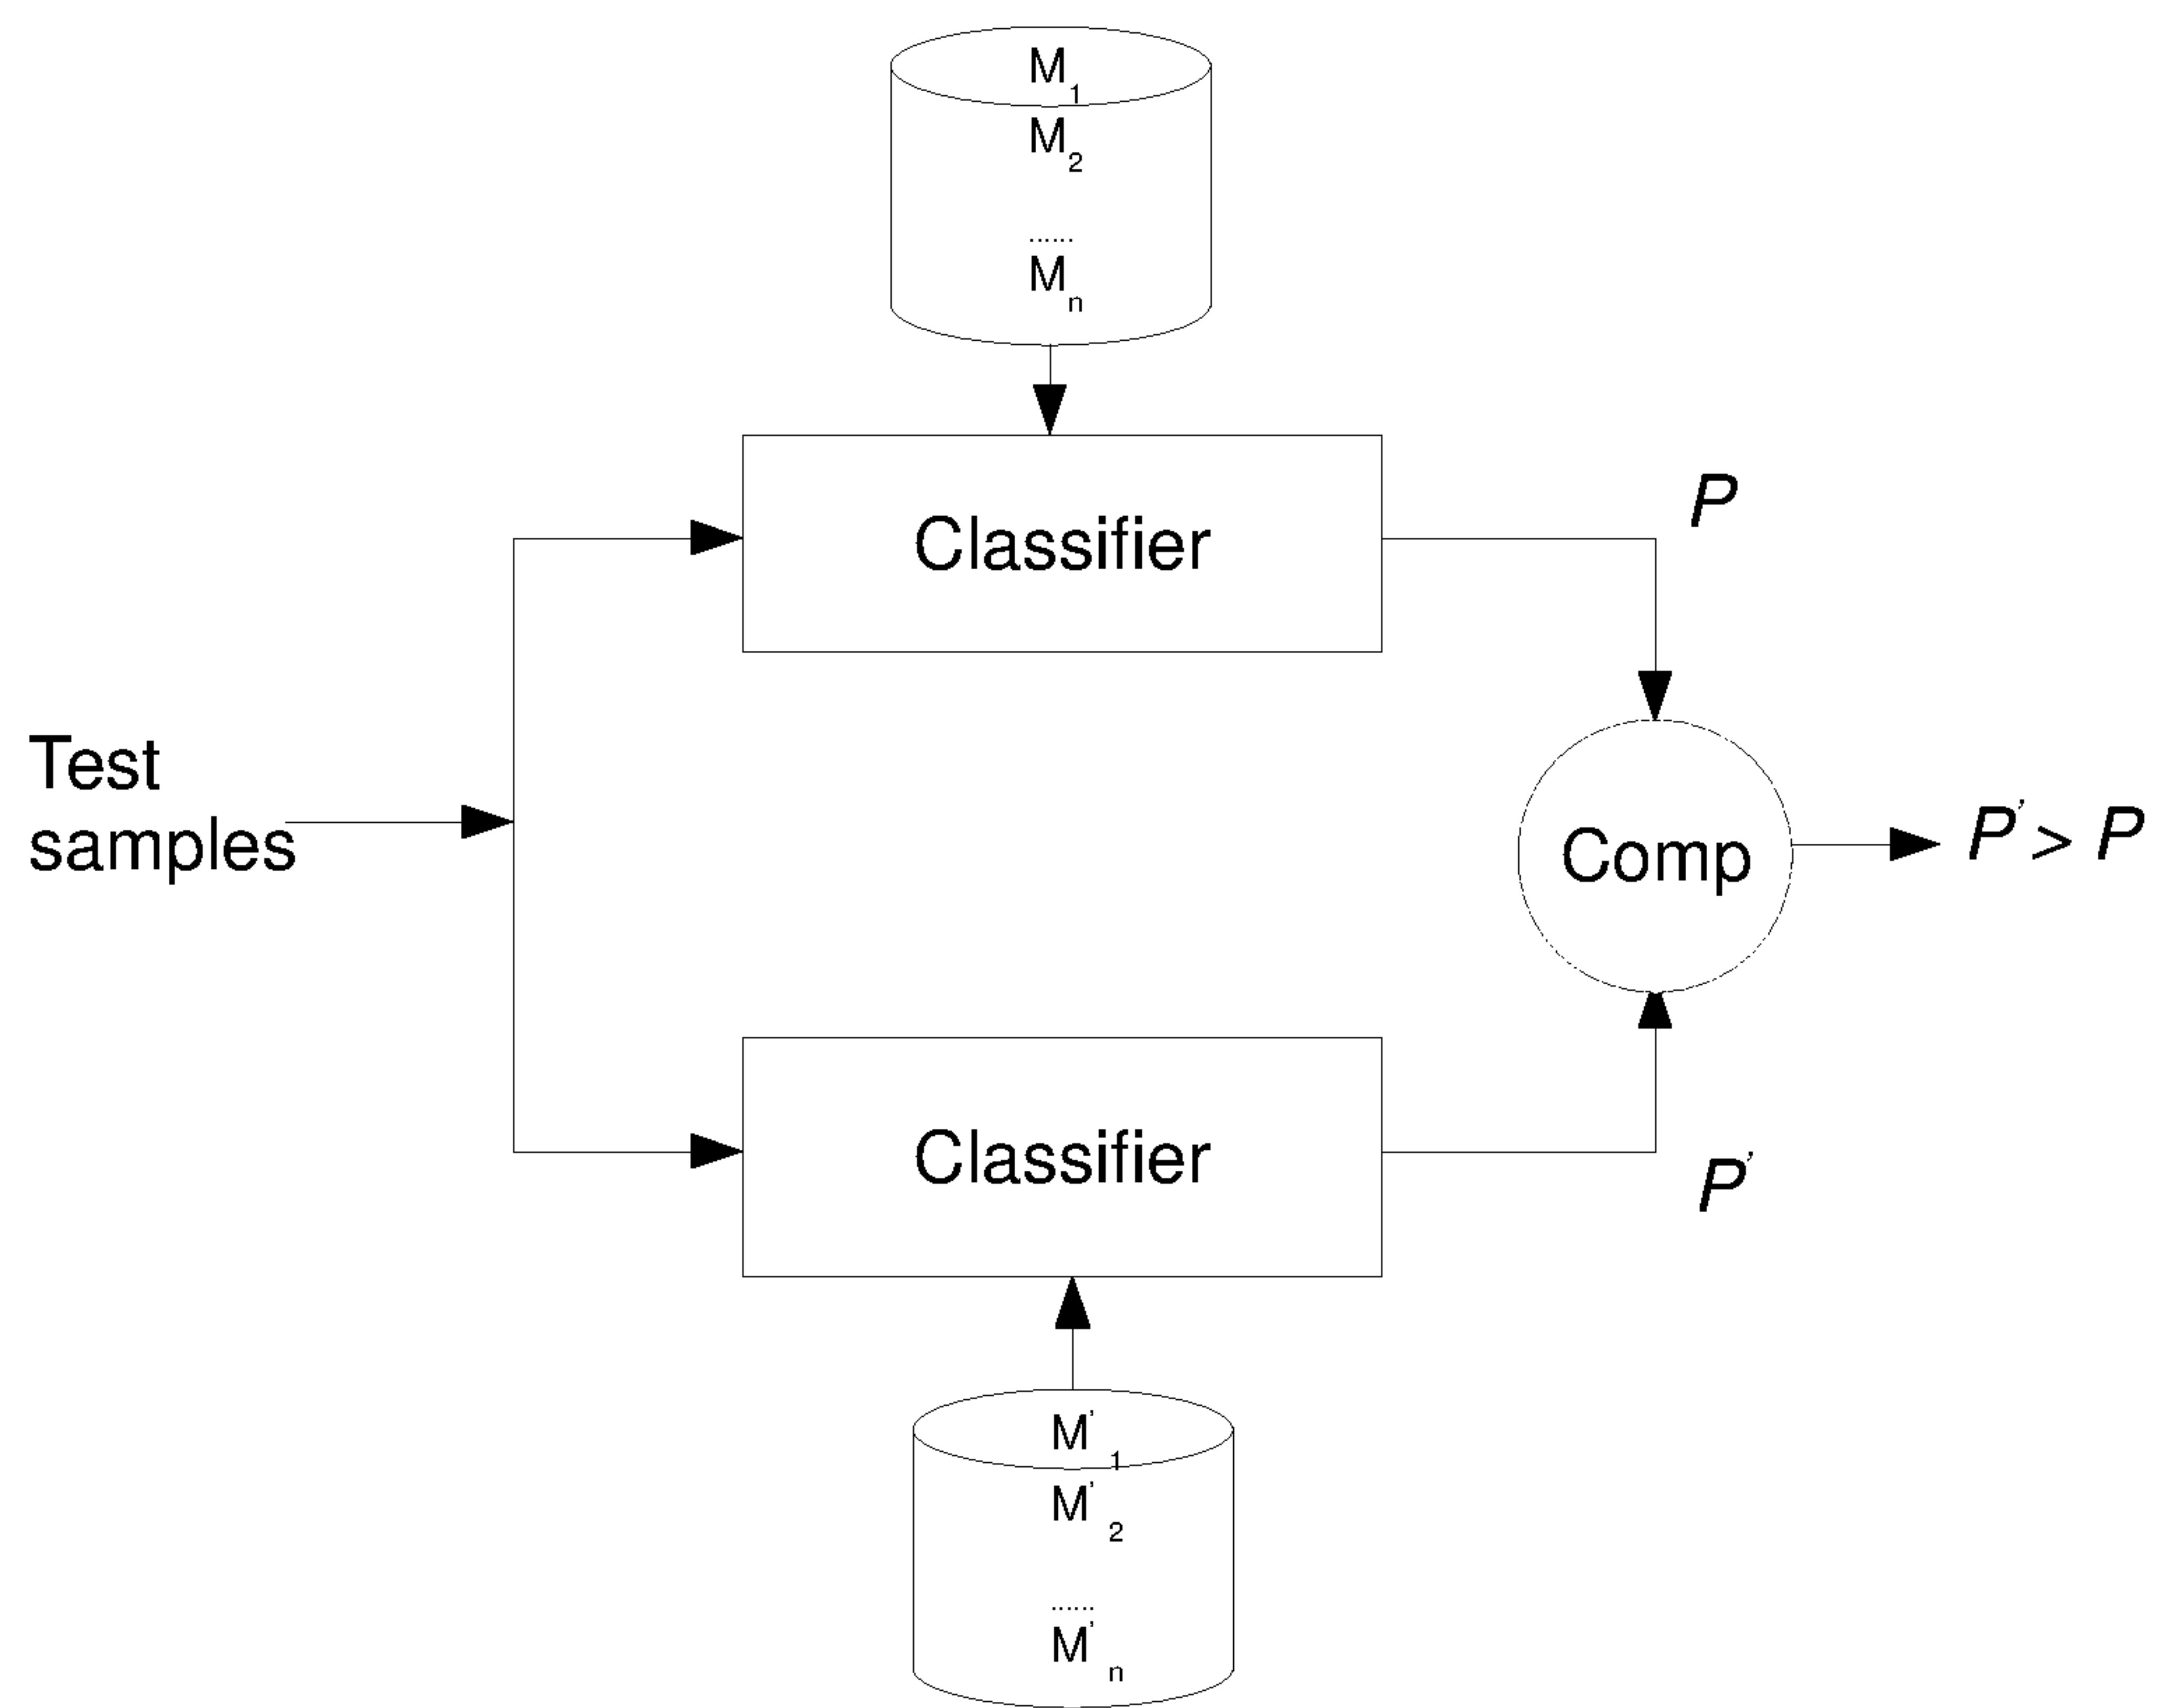 M1
M2
......
Mn
Classifier
P
Test
samples
Comp
P' > P
Classifier
P'
M'1
M'2
......
M'n